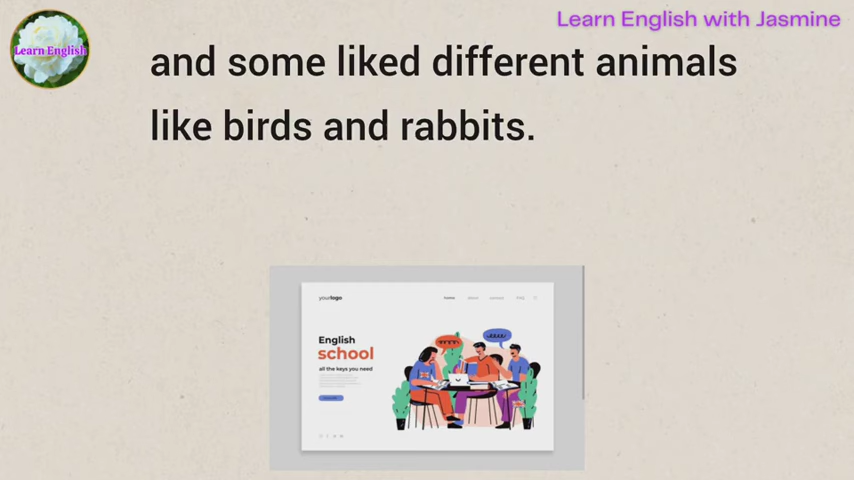 Learn English with Jasmine
Learn English
and some liked different animals
like birds and rabbits.
yourlogo
home
English
school
all the keys you need